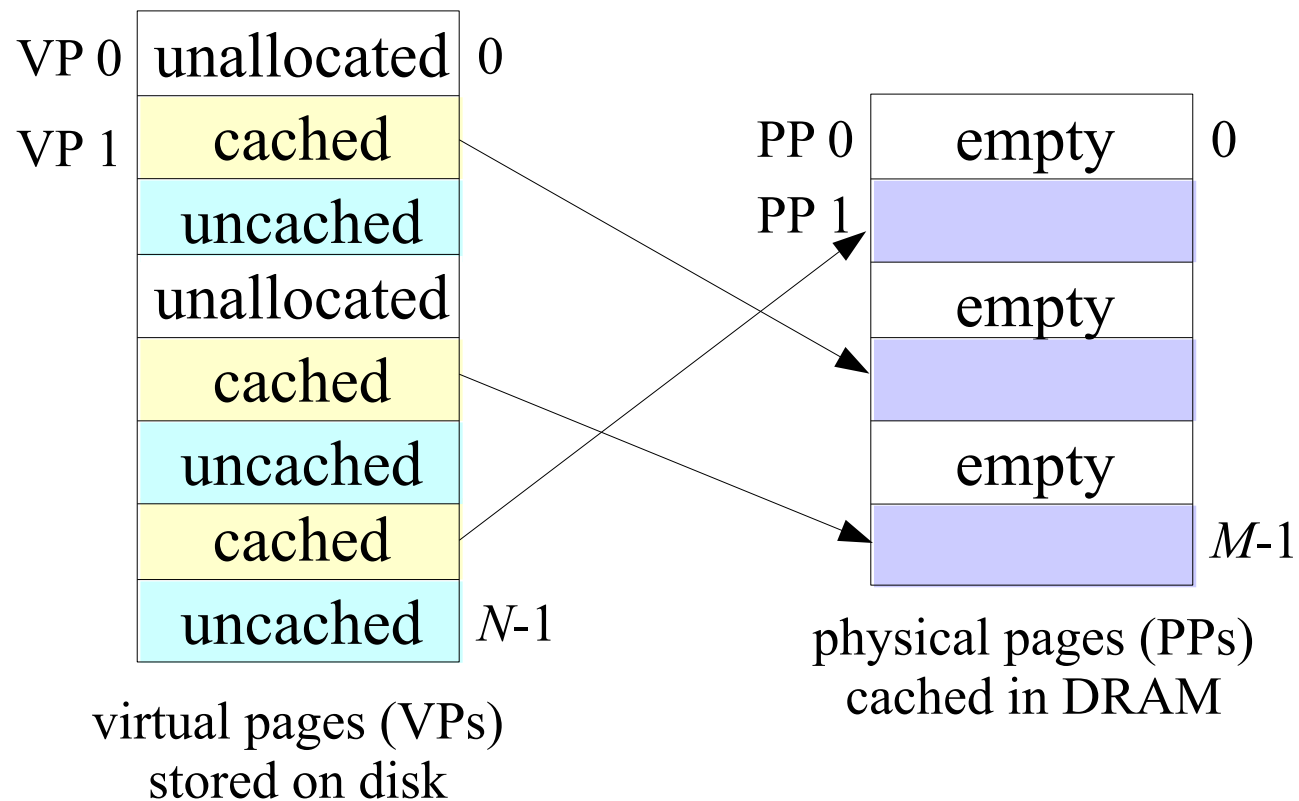 VP 0 unallocated 0
VP 1 cached
uncached
unallocated
cached
uncached
cached
uncached N-1
virtual pages (VPs)
stored on disk
PP 0 empty 0
PP 1
empty
empty
M-1
physical pages (PPs)
cached in DRAM